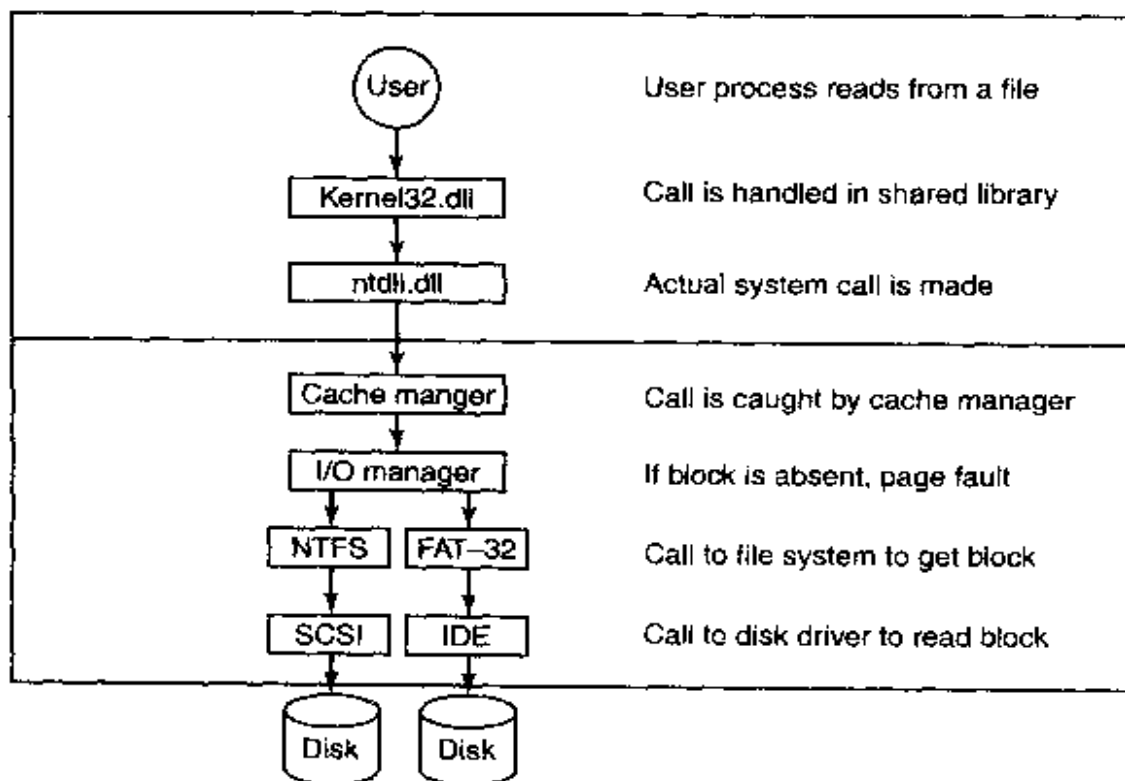 User
User process reads from a file
Kernel32.dli
Call is handled in shared library
ntdli.dll
Actual system call is made
Cache manger
Call is caught by cache manager
I/O manager
If block is absent, page fault
NTFS
FAT–32
Call to file system to get block
SCSI
IDE
Call to disk driver to read block
Disk
Disk